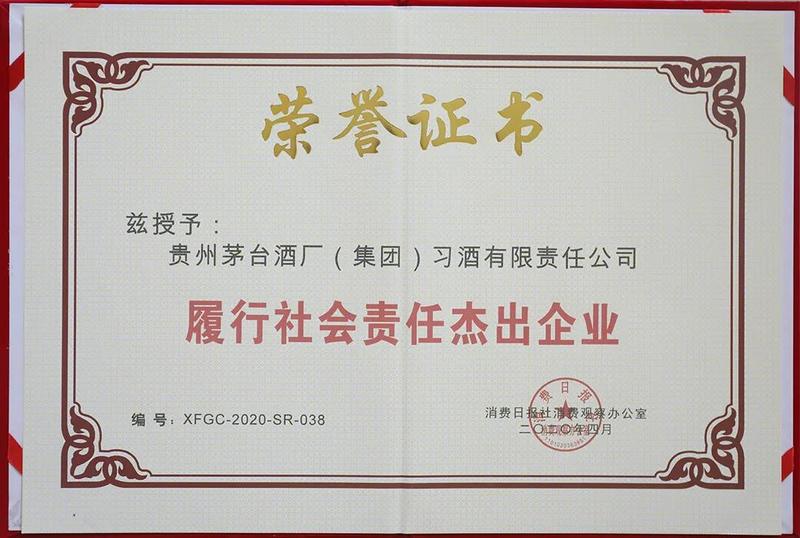 荣誉证书
兹授予：
贵州茅台酒厂（集团）习酒有限责任公司
履行社会责任杰出企业
编号：XFGC-2020-SR-038
消费日报社消费观察办公室
二〇二〇年四月